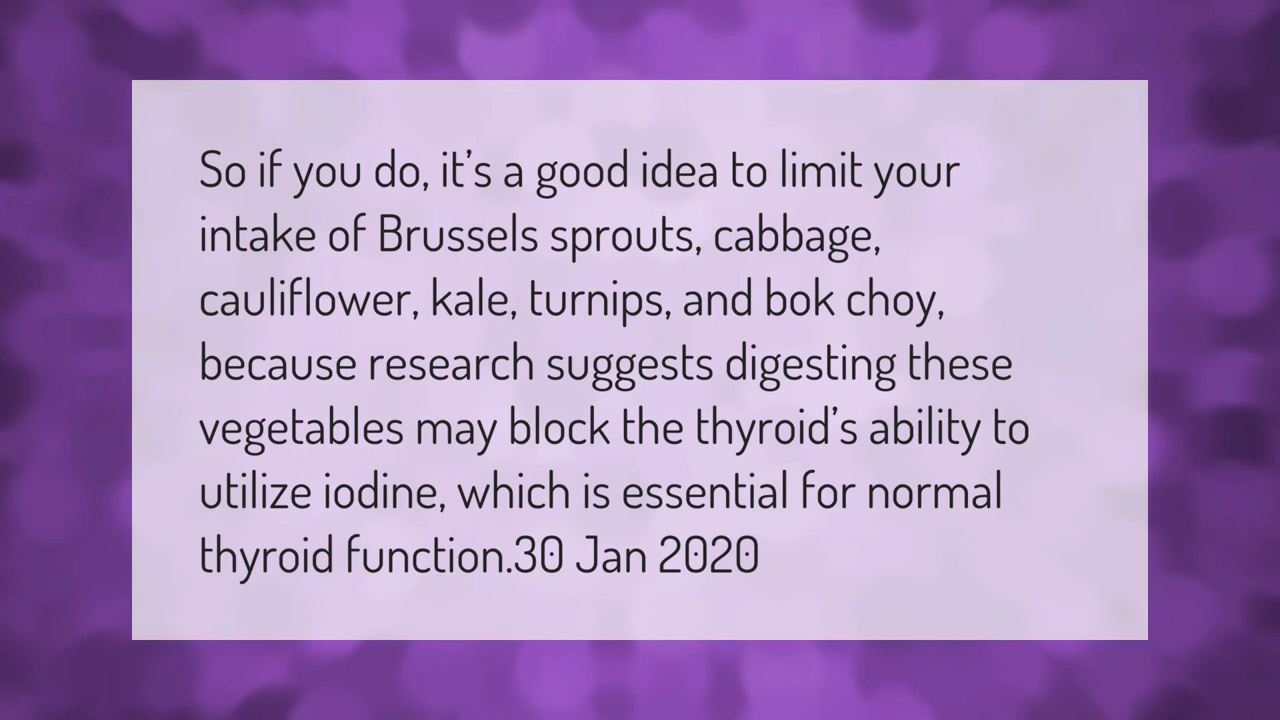 So if you do, it’s a good idea to limit your
intake of Brussels sprouts, cabbage,
cauliflower, kale, turnips, and bok choy,
because research suggests digesting these
vegetables may block the thyroid’s ability to
utilize iodine, which is essential for normal
thyroid function.30 Jan 2020